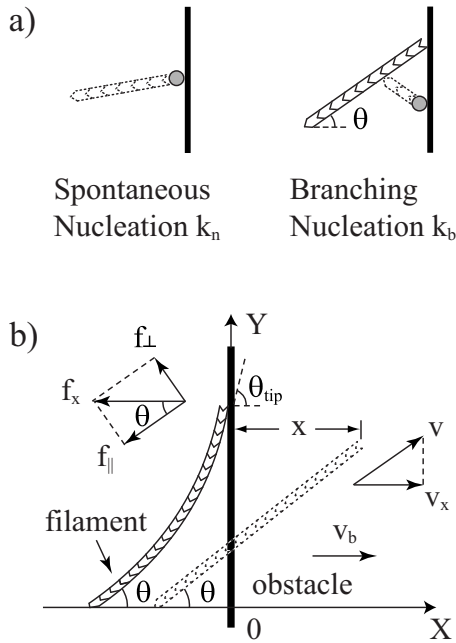 a)
θ
Spontaneous
Nucleation kn
Branching
Nucleation kb
b)
Y
f⊥
fx
θ
f∥
θtip
x
v
vx
filament
vb
θ
θ
obstacle
0
X